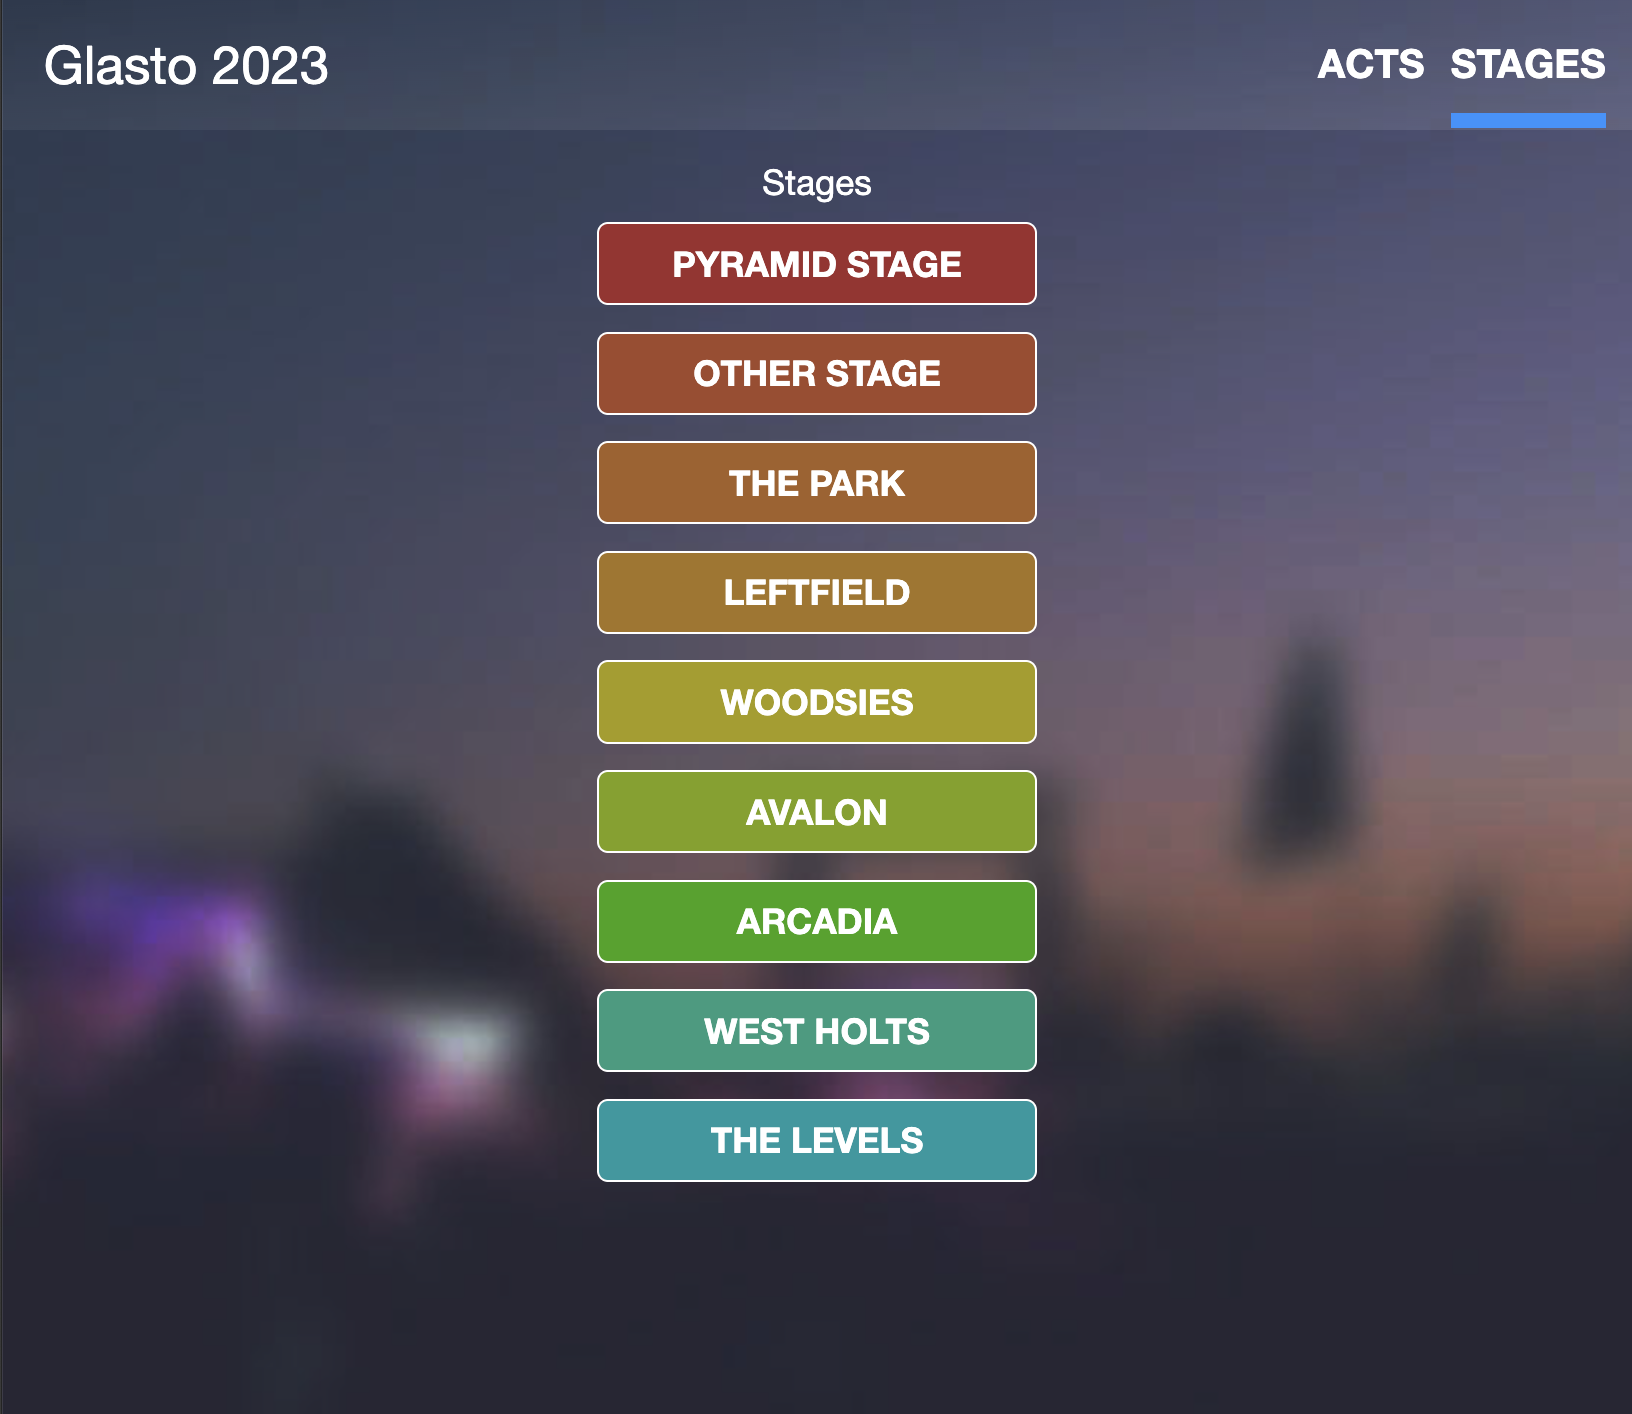 Glasto 2023
ACTS STAGES
Stages
PYRAMID STAGE
OTHER STAGE
THE PARK
LEFTFIELD
WOODSIES
AVALON
ARCADIA
WEST HOLTS
THE LEVELS